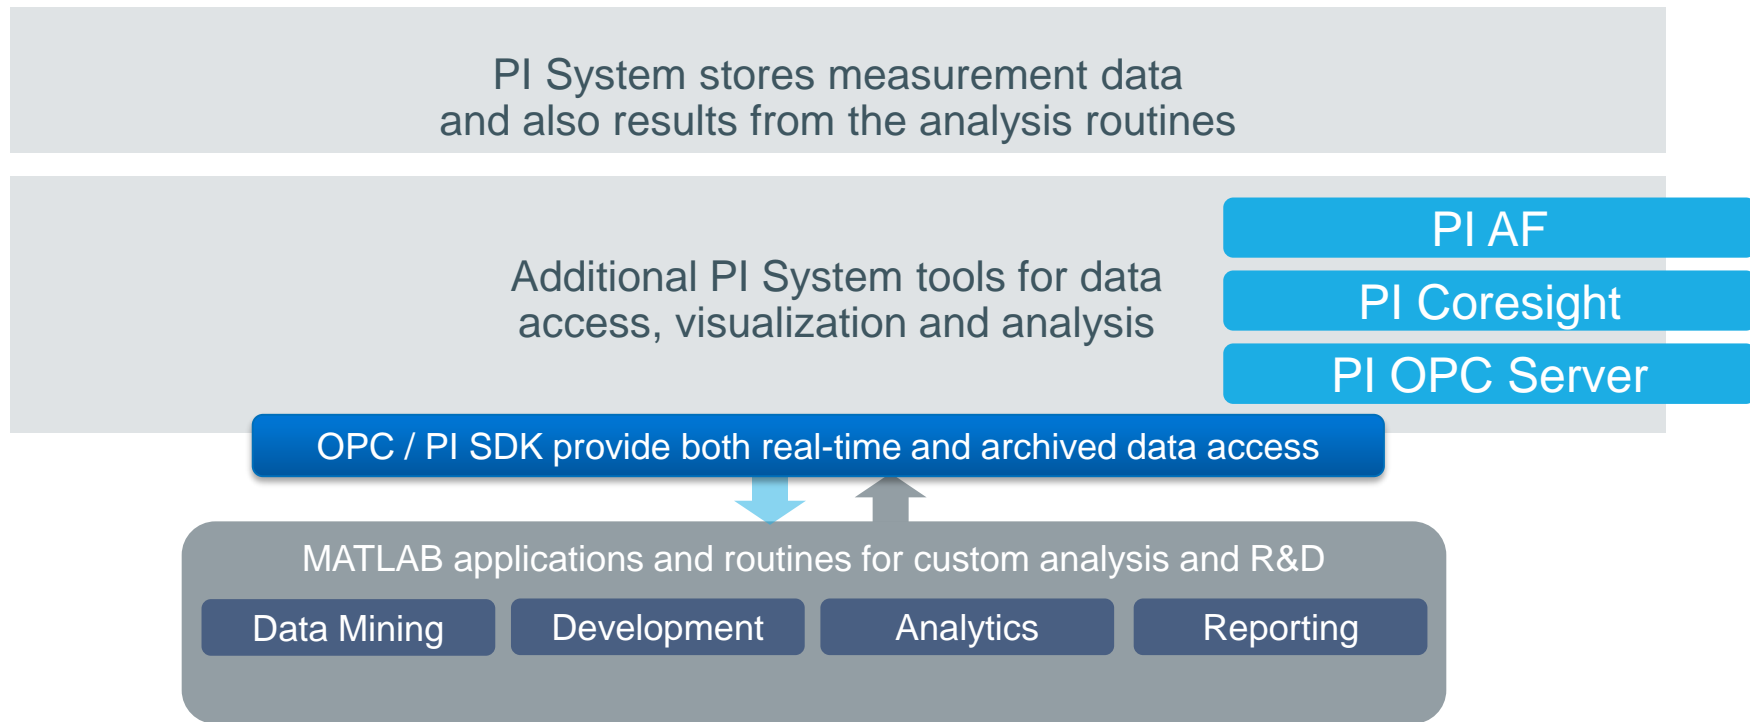 PI System stores measurement data
and also results from the analysis routines
Additional PI System tools for data
access, visualization and analysis
PI AF
PI Coresight
PI OPC Server
OPC / PI SDK provide both real-time and archived data access
MATLAB applications and routines for custom analysis and R&D
Data Mining
Development
Analytics
Reporting